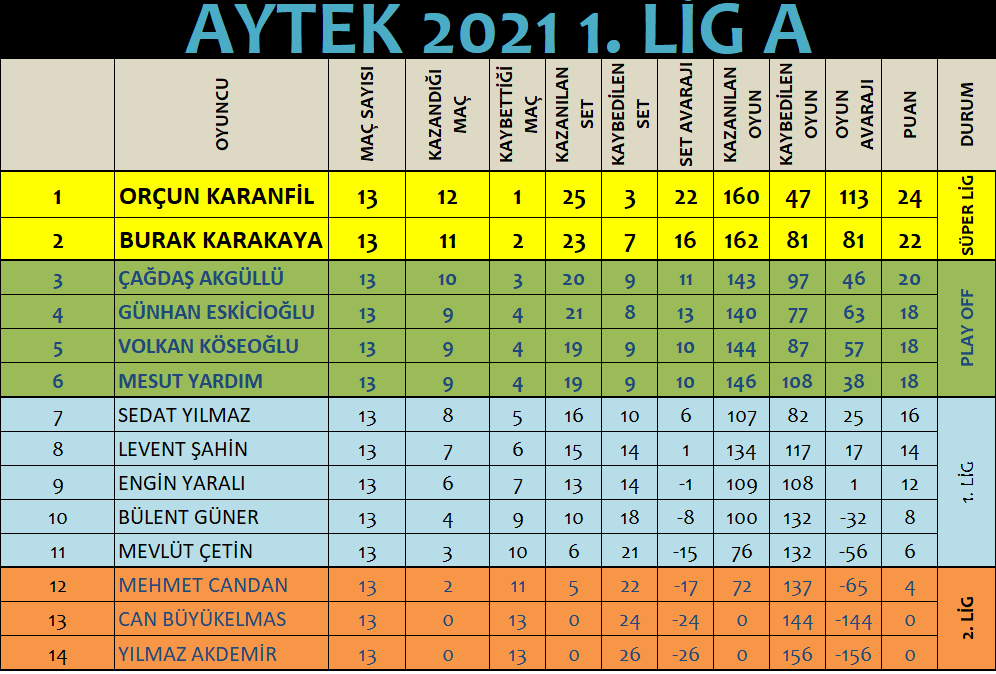 AYTEK 2021 1. LİG A
OYUNCU MAÇ SAYISI KAZANDIĞI MAÇ KAYBETTİĞİ MAÇ KAZANILAN SET KAYBEDİLEN SET SET AVARAJI KAZANILAN OYUN KAYBEDİLEN OYUN OYUN AVARAJI PUAN DURUM
1 ORÇUN KARANFİL 13 12 1 25 3 22 160 47 113 24
2 BURAK KARAKAYA 13 11 2 23 7 16 162 81 81 22
SÜPER LİG
3 ÇAĞDAŞ AKGÜLLÜ 13 10 3 20 9 11 143 97 46 20
4 GÜNHAN ESKİCİOĞLU 13 9 4 21 8 13 140 77 63 18
5 VOLKAN KÖSEOĞLU 13 9 4 19 9 10 144 87 57 18
6 MESUT YARDIM 13 9 4 19 9 10 146 108 38 18
PLAY OFF
7 SEDAT YILMAZ 13 8 5 16 10 6 107 82 25 16
8 LEVENT ŞAHİN 13 7 6 15 14 1 134 117 17 14
9 ENGİN YARALI 13 6 7 13 14 -1 109 108 1 12
10 BÜLENT GÜNER 13 4 9 10 18 -8 100 132 -32 8
11 MEVLÜT ÇETİN 13 3 10 6 21 -15 76 132 -56 6
1. LİG
12 MEHMET CANDAN 13 2 11 5 22 -17 72 137 -65 4
13 CAN BÜYÜKELMAS 13 0 13 0 24 -24 0 144 -144 0
14 YILMAZ AKDEMİR 13 0 13 0 26 -26 0 156 -156 0
2. LİG